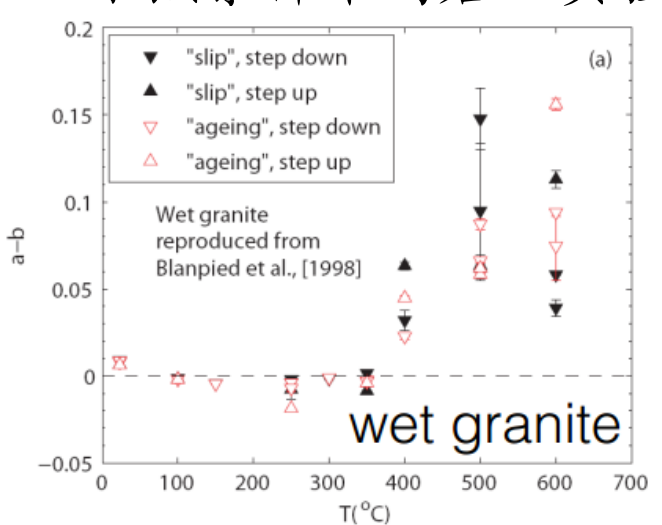 0.2
0.15
0.1
0.05
0
−0.05
a−b
"slip", step down
"slip", step up
"ageing", step down
"ageing", step up
(a)
Wet granite
reproduced from
Blanpied et al., [1998]
wet granite
0 100 200 300 400 500 600 700
T(°C)